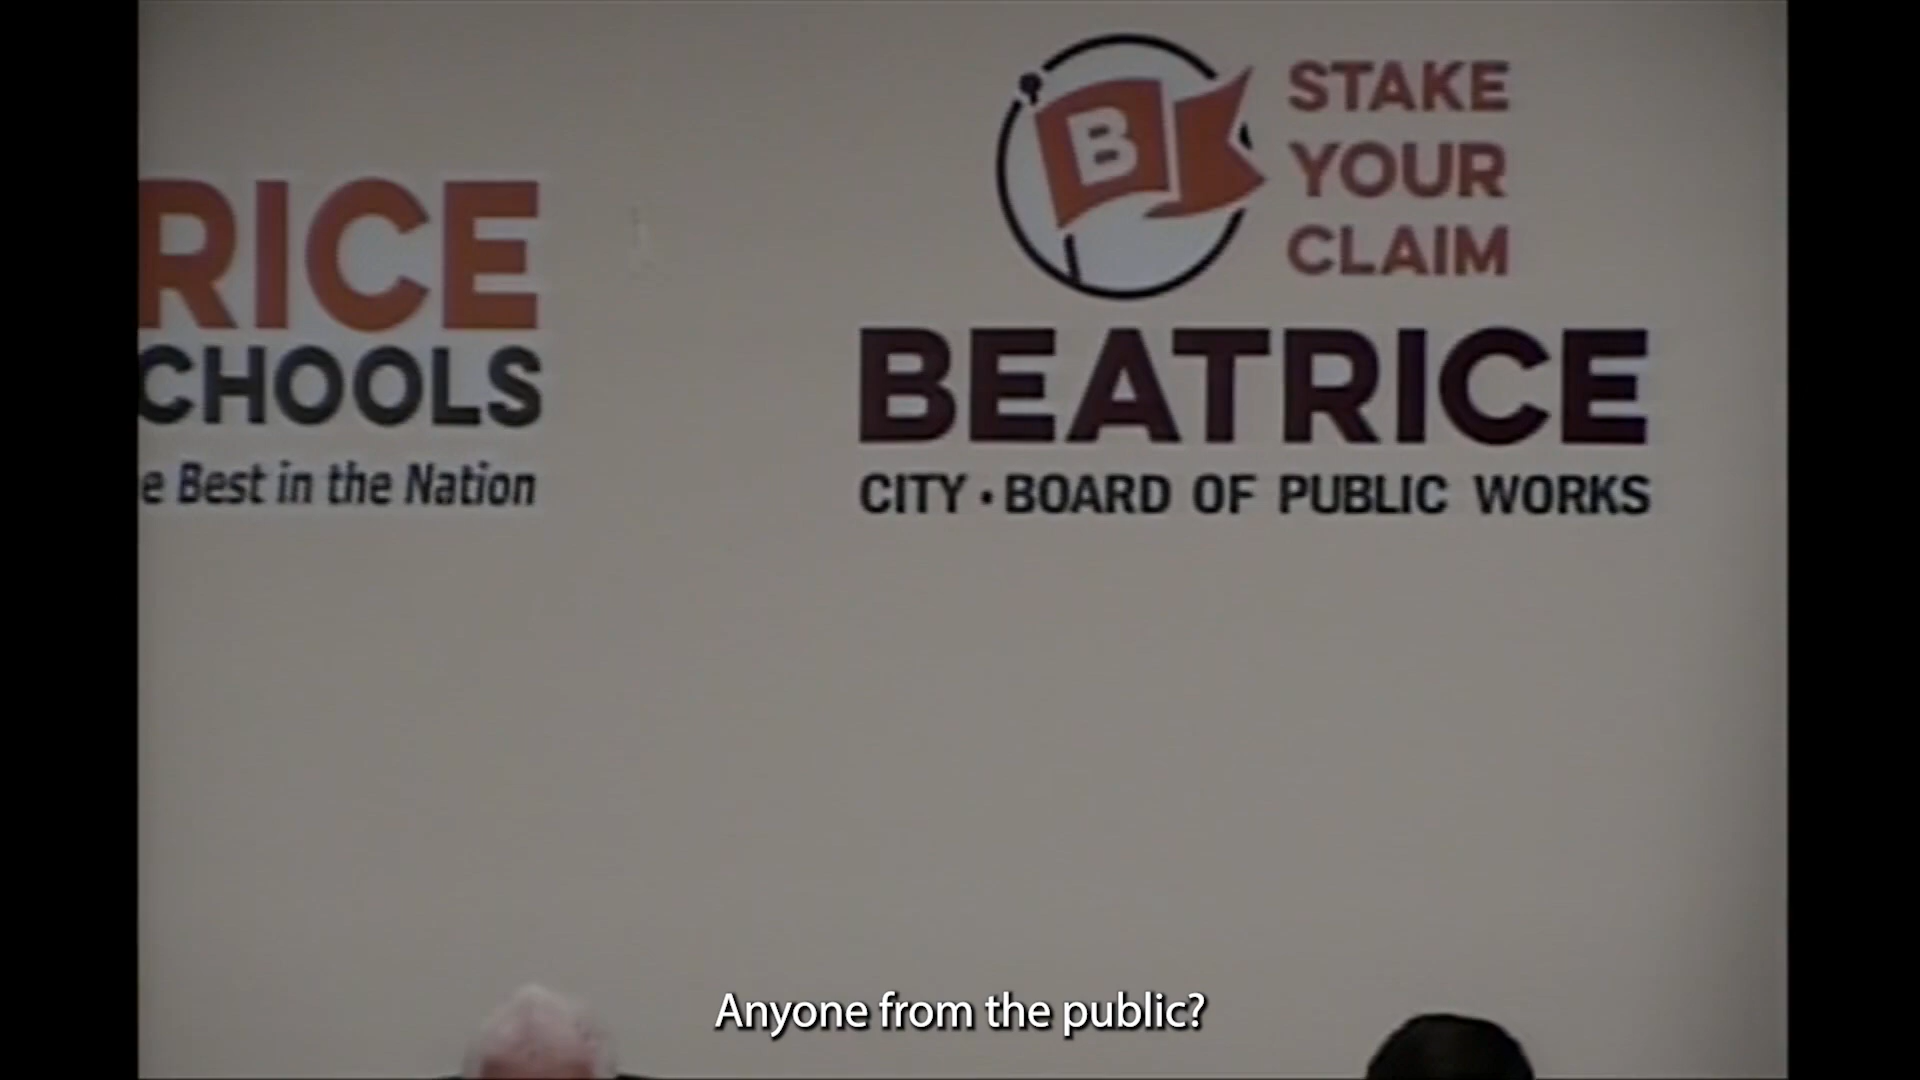 RICE
CHOOLS
e Best in the Nation
B
STAKE
YOUR
CLAIM
BEATRICE
CITY · BOARD OF PUBLIC WORKS
Anyone from the public?